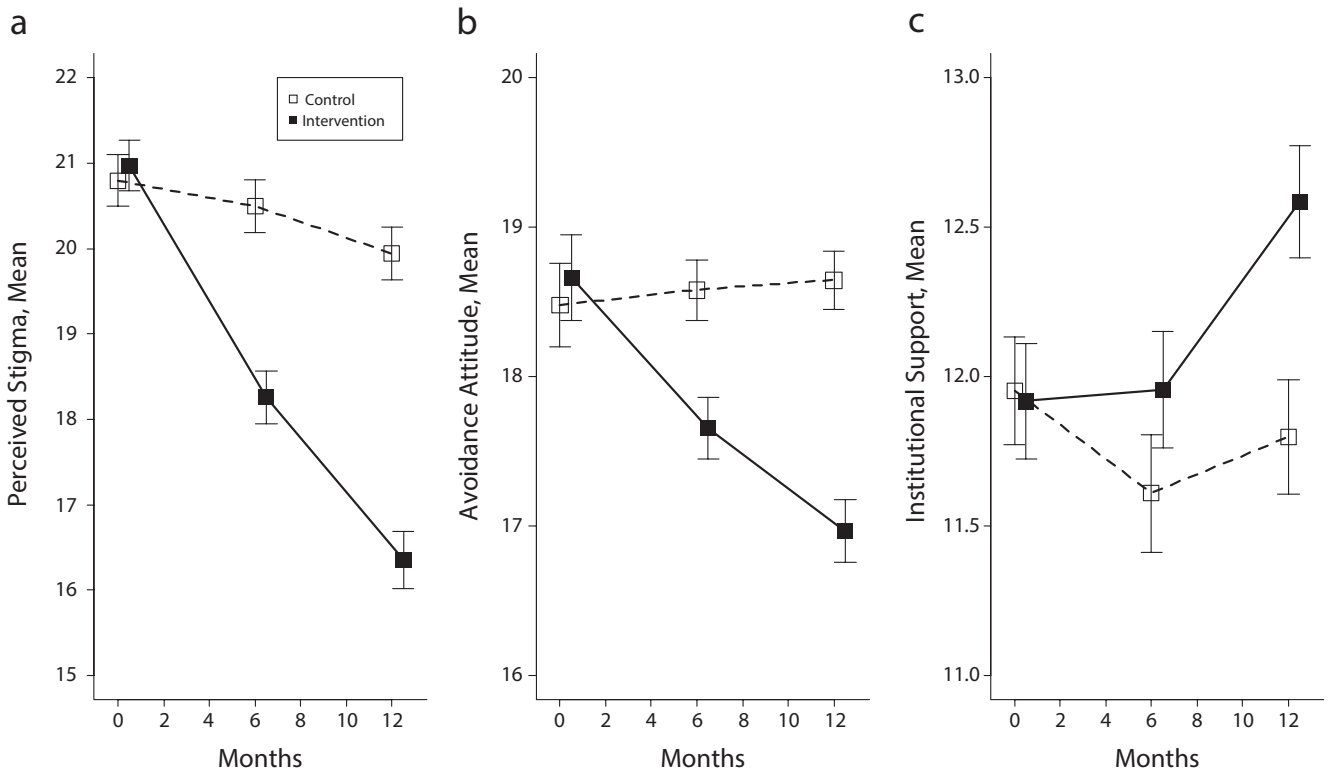 a
Perceived Stigma, Mean
22
21
20
19
18
17
16
15
Control
Intervention
0 2 4 6 8 10 12
Months
b
Avoidance Attitude, Mean
20
19
18
17
16
0 2 4 6 8 10 12
Months
c
Institutional Support, Mean
13.0
12.5
12.0
11.5
11.0
0 2 4 6 8 10 12
Months